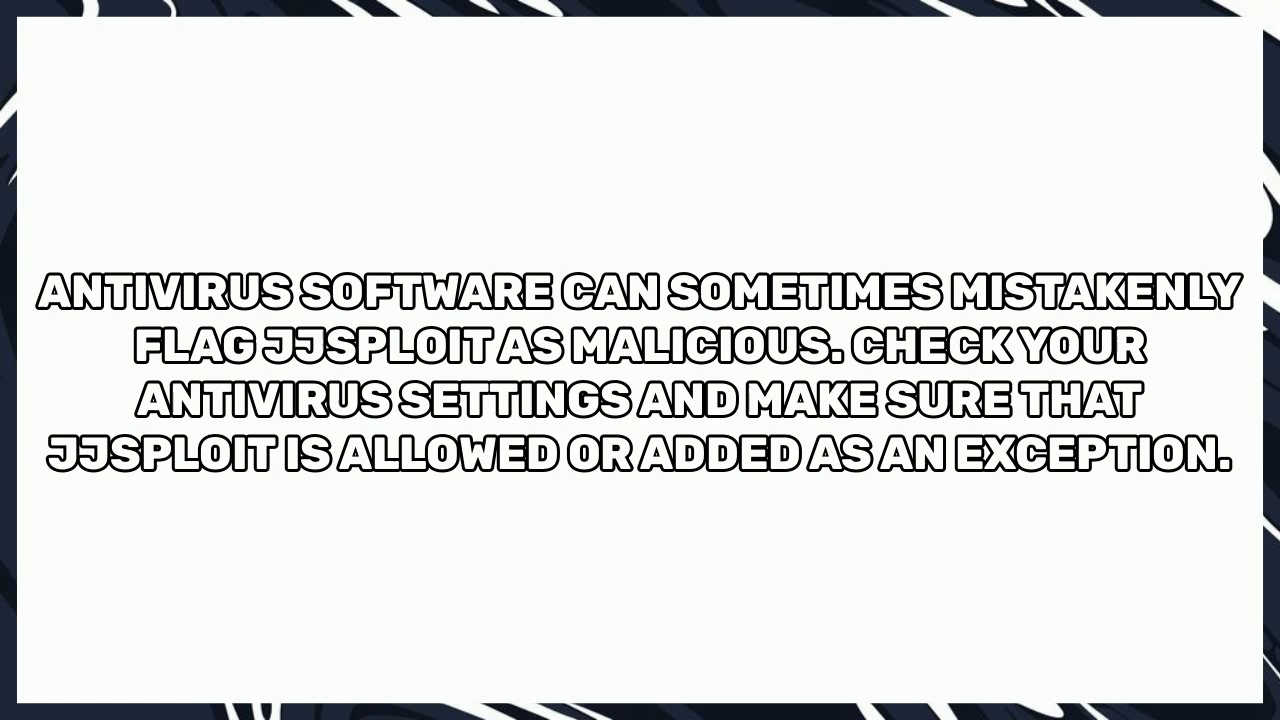 ANTIVIRUS SOFTWARE CAN SOMETIMES MISTAKENLY
FLAG JJSPLOIT AS MALICIOUS. CHECK YOUR
ANTIVIRUS SETTINGS AND MAKE SURE THAT
JJSPLOIT IS ALLOWED OR ADDED AS AN EXCEPTION.